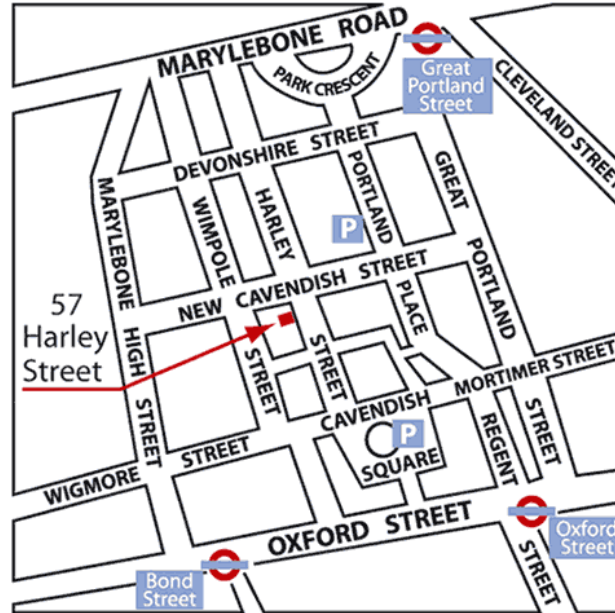 MARYLEBONE ROAD
PARK CRESCENT
Great
Portland
Street
CLEVELAND STREET
DEVONSHIRE STREET
MARYLEBONE HIGH STREET
WIMPOLE STREET
HARLEY STREET
PORTLAND PLACE
GREAT PORTLAND STREET
P
NEW CAVENDISH STREET
57
Harley
Street
MORTIMER STREET
CAVENDISH
SQUARE
P
REGENT STREET
WIGMORE STREET
OXFORD STREET
Oxford
Street
Bond
Street